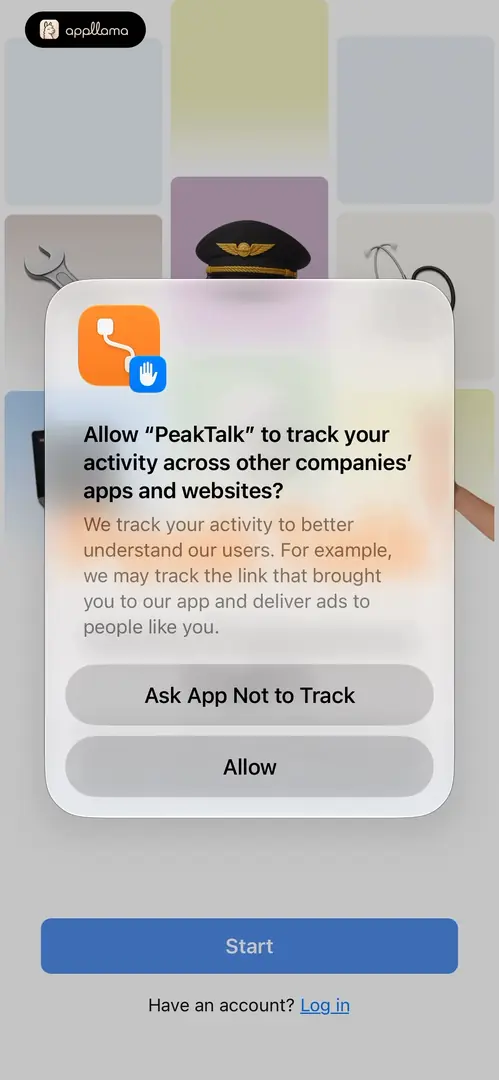 appllama
Allow “PeakTalk” to track your
activity across other companies’
apps and websites?
We track your activity to better
understand our users. For example,
we may track the link that brought
you to our app and deliver ads to
people like you.
Ask App Not to Track
Allow
Start
Have an account? Log in